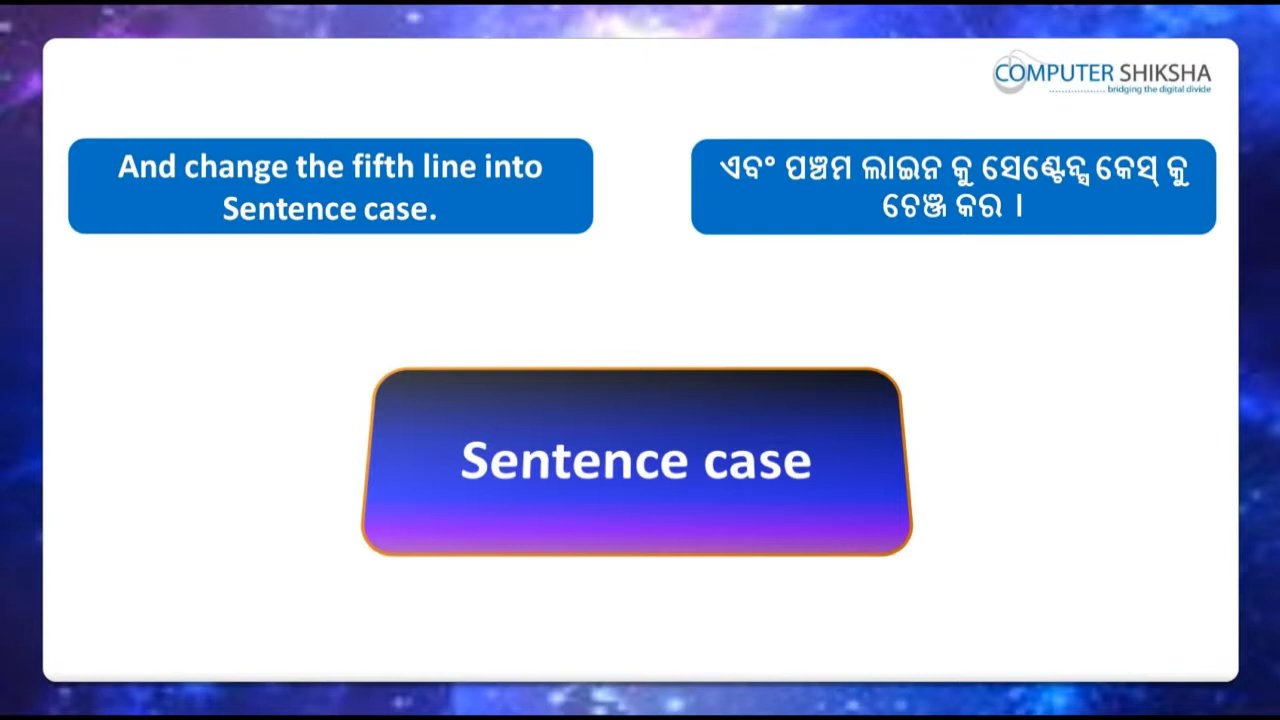 COMPUTER SHIKSHA
bridging the digital divide
And change the fifth line into
Sentence case.
ଏବଂ ପଞ୍ଚମ ଲାଇନ କୁ ସେଣ୍ଟେନ୍ସ କେସ୍ କୁ
ଚେଞ୍ଜ କର ।
Sentence case